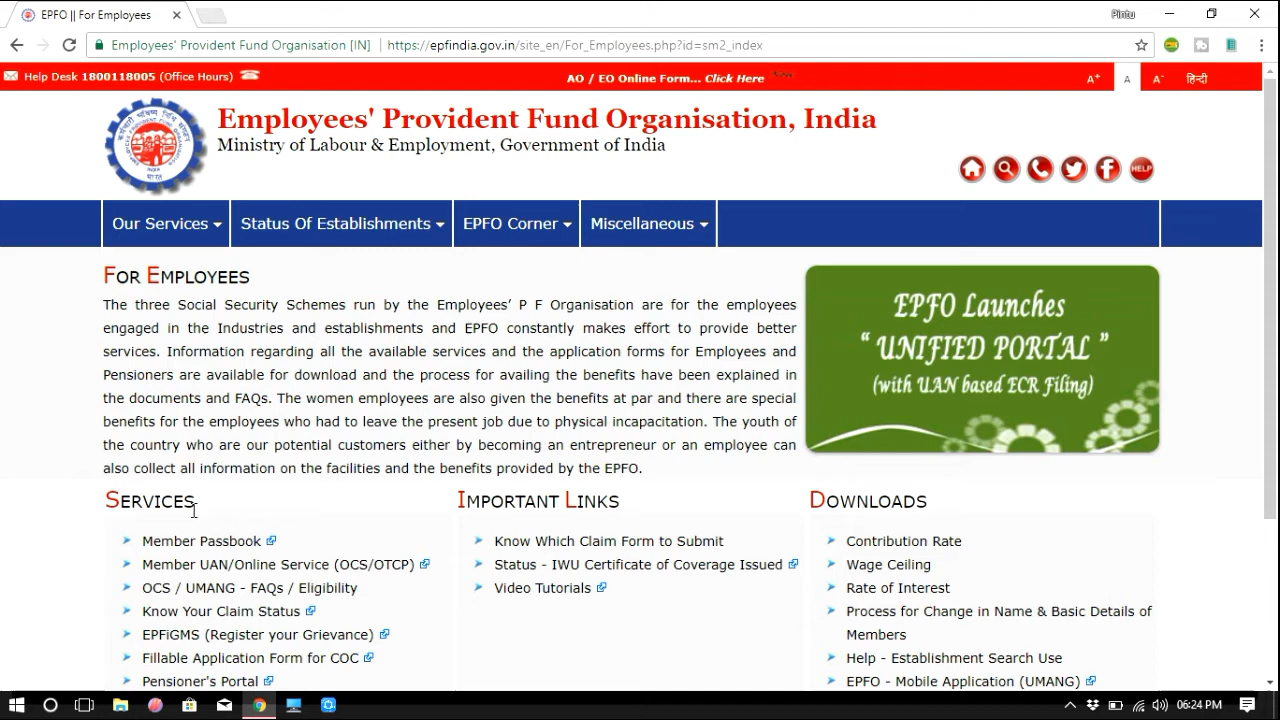 EPFO || For Employees
Pintu
Employees' Provident Fund Organisation [IN]
https://epfindia.gov.in/site_en/For_Employees.php?id=sm2_index
Help Desk 1800118005 (Office Hours)
AO / EO Online Form... Click Here
A+ A A- हिन्दी
Employees' Provident Fund Organisation, India
Ministry of Labour & Employment, Government of India
HELP
Our Services
Status Of Establishments
EPFO Corner
Miscellaneous
FOR EMPLOYEES
The three Social Security Schemes run by the Employees' P F Organisation are for the employees
engaged in the Industries and establishments and EPFO constantly makes effort to provide better
services. Information regarding all the available services and the application forms for Employees and
Pensioners are available for download and the process for availing the benefits have been explained in
the documents and FAQs. The women employees are also given the benefits at par and there are special
benefits for the employees who had to leave the present job due to physical incapacitation. The youth of
the country who are our potential customers either by becoming an entrepreneur or an employee can
also collect all information on the facilities and the benefits provided by the EPFO.
EPFO Launches
" UNIFIED PORTAL "
(with UAN based ECR Filing)
SERVICES
Member Passbook
Member UAN/Online Service (OCS/OTCP)
OCS / UMANG - FAQs / Eligibility
Know Your Claim Status
EPFiGMS (Register your Grievance)
Fillable Application Form for COC
Pensioner's Portal
IMPORTANT LINKS
Know Which Claim Form to Submit
Status - IWU Certificate of Coverage Issued
Video Tutorials
DOWNLOADS
Contribution Rate
Wage Ceiling
Rate of Interest
Process for Change in Name & Basic Details of
Members
Help - Establishment Search Use
EPFO - Mobile Application (UMANG)
06:24 PM